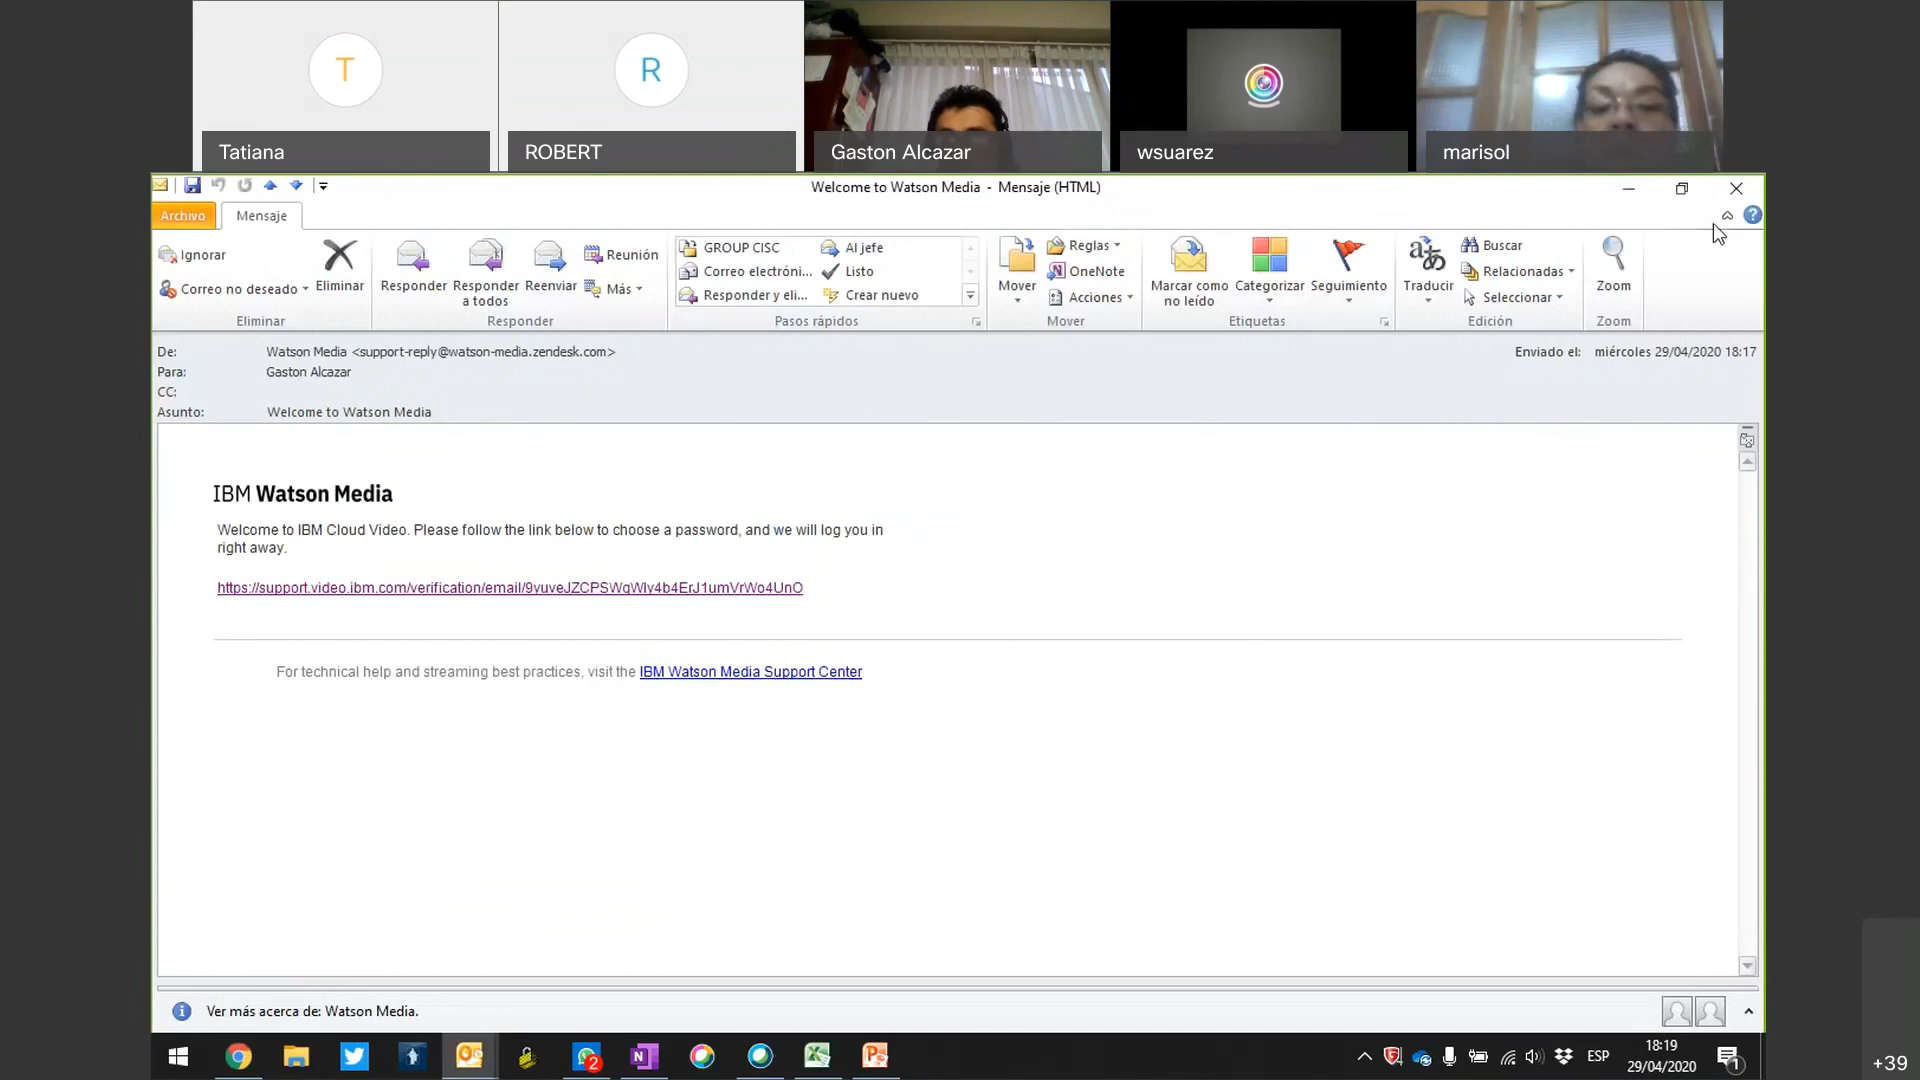 T
R
Tatiana
ROBERT
Gaston Alcazar
wsuarez
marisol
Welcome to Watson Media - Mensaje (HTML)
Archivo
Mensaje
Ignorar
Correo no deseado
Eliminar
Eliminar
Responder
Responder a todos
Reenviar
Reunión
Más
Responder
GROUP CISC
Correo electróni...
Responder y eli...
Al jefe
Listo
Crear nuevo
Pasos rápidos
Mover
Reglas
OneNote
Acciones
Mover
Marcar como no leído
Categorizar
Seguimiento
Etiquetas
Traducir
Buscar
Relacionadas
Seleccionar
Edición
Zoom
Zoom
De: Watson Media <support-reply@watson-media.zendesk.com>
Enviado el: miércoles 29/04/2020 18:17
Para: Gaston Alcazar
CC:
Asunto: Welcome to Watson Media
IBM Watson Media
Welcome to IBM Cloud Video. Please follow the link below to choose a password, and we will log you in
right away.
https://support.video.ibm.com/verification/email/9yuveJZCPSWqWly4b4ErJ1umVrWo4UnO
For technical help and streaming best practices, visit the IBM Watson Media Support Center
Ver más acerca de: Watson Media.
2
ESP
18:19
29/04/2020
1
+39